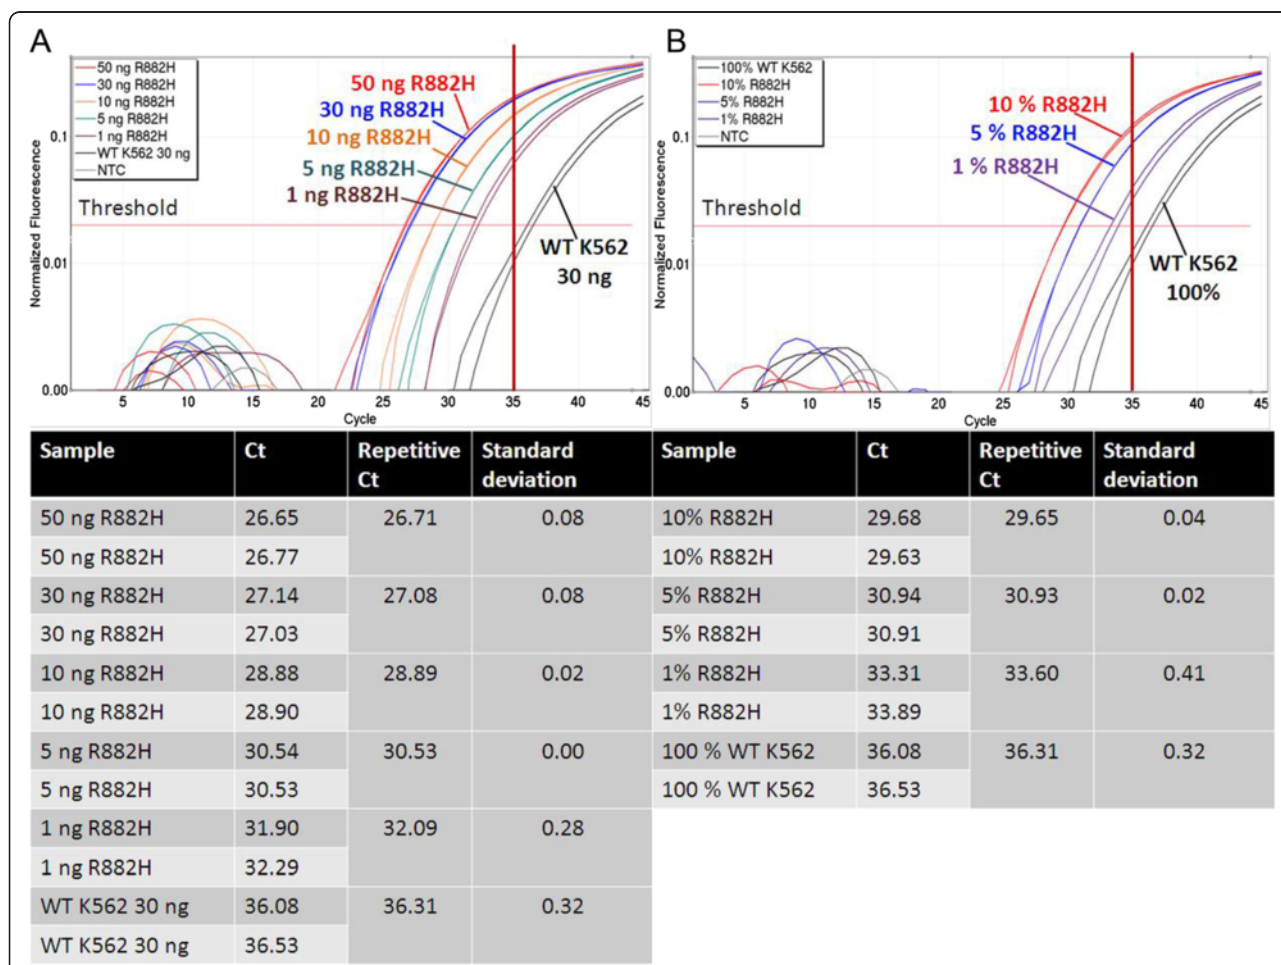 A
50 ng R882H
30 ng R882H
10 ng R882H
5 ng R882H
1 ng R882H
WT K562 30 ng
NTC
50 ng R882H
30 ng R882H
10 ng R882H
5 ng R882H
1 ng R882H
WT K562
30 ng
Threshold
Normalized Fluorescence
0.1
0.01
0.00
5 10 15 20 25 30 35 40 45
Cycle
B
100% WT K562
10% R882H
5% R882H
1% R882H
NTC
10 % R882H
5 % R882H
1 % R882H
WT K562
100%
Threshold
Normalized Fluorescence
0.1
0.01
0.00
5 10 15 20 25 30 35 40 45
Cycle
Sample Ct Repetitive Ct Standard deviation
50 ng R882H 26.65 26.71 0.08
50 ng R882H 26.77
30 ng R882H 27.14 27.08 0.08
30 ng R882H 27.03
10 ng R882H 28.88 28.89 0.02
10 ng R882H 28.90
5 ng R882H 30.54 30.53 0.00
5 ng R882H 30.53
1 ng R882H 31.90 32.09 0.28
1 ng R882H 32.29
WT K562 30 ng 36.08 36.31 0.32
WT K562 30 ng 36.53
Sample Ct Repetitive Ct Standard deviation
10% R882H 29.68 29.65 0.04
10% R882H 29.63
5% R882H 30.94 30.93 0.02
5% R882H 30.91
1% R882H 33.31 33.60 0.41
1% R882H 33.89
100 % WT K562 36.08 36.31 0.32
100 % WT K562 36.53